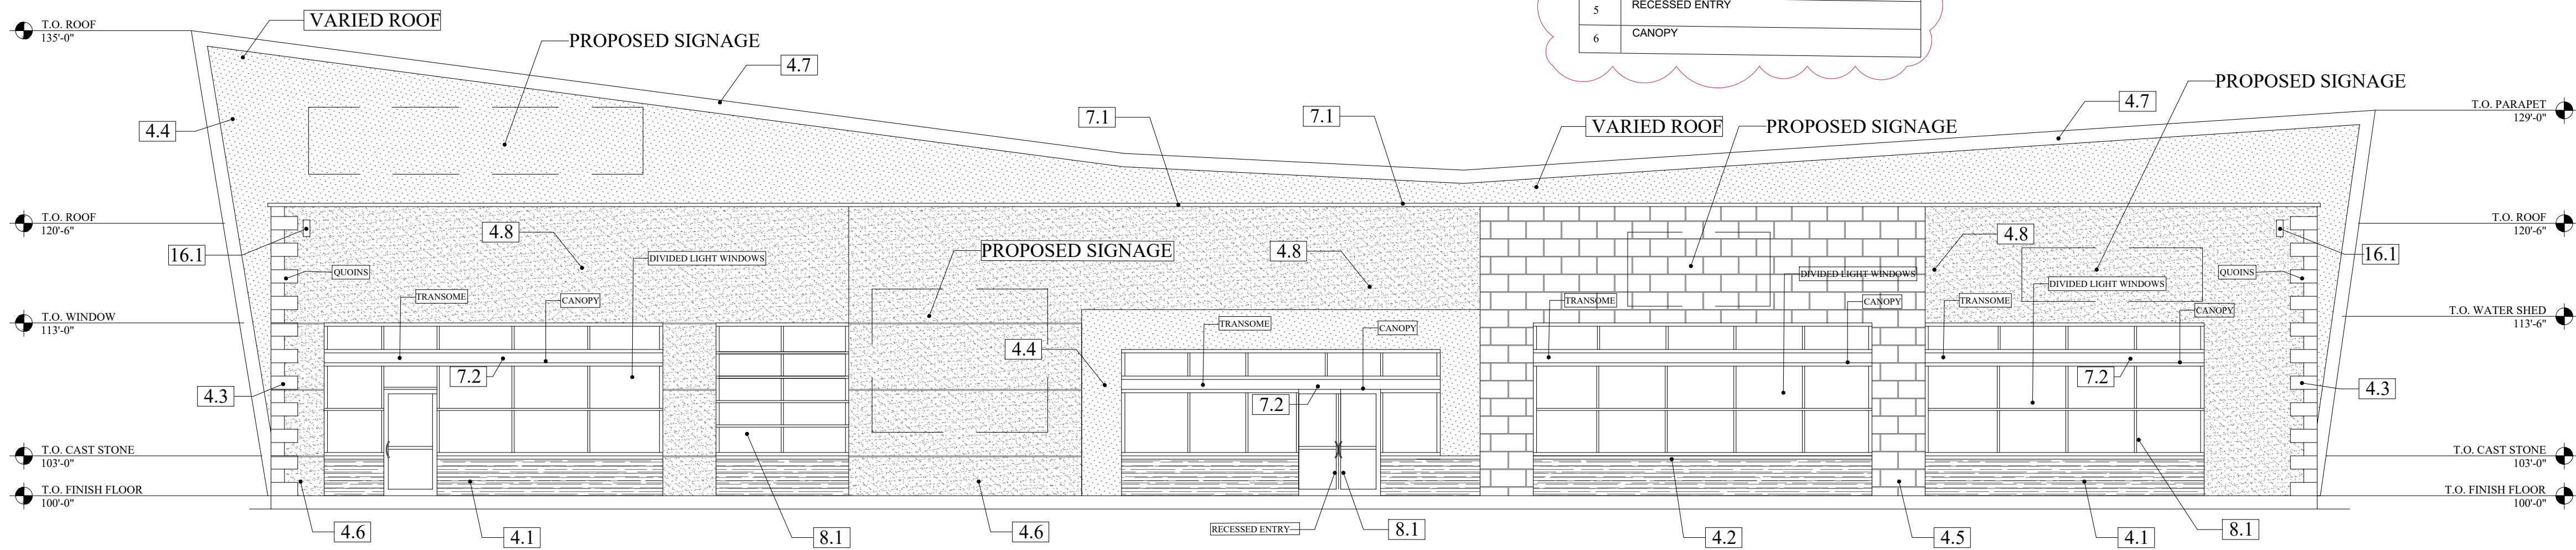 5 RECESSED ENTRY
6 CANOPY
T.O. ROOF
135'-0"
VARIED ROOF
PROPOSED SIGNAGE
4.7
4.4
7.1
7.1
VARIED ROOF
PROPOSED SIGNAGE
4.7
PROPOSED SIGNAGE
T.O. PARAPET
129'-0"
T.O. ROOF
120'-6"
16.1
QUOINS
4.8
DIVIDED LIGHT WINDOWS
PROPOSED SIGNAGE
4.8
DIVIDED LIGHT WINDOWS
4.8
DIVIDED LIGHT WINDOWS
QUOINS
16.1
T.O. ROOF
120'-6"
T.O. WINDOW
113'-0"
TRANSOME
CANOPY
TRANSOME
CANOPY
TRANSOME
CANOPY
TRANSOME
CANOPY
T.O. WATER SHED
113'-6"
4.3
7.2
4.4
7.2
7.2
4.3
T.O. CAST STONE
103'-0"
T.O. CAST STONE
103'-0"
T.O. FINISH FLOOR
100'-0"
T.O. FINISH FLOOR
100'-0"
4.6
4.1
8.1
4.6
RECESSED ENTRY
8.1
4.2
4.5
4.1
8.1